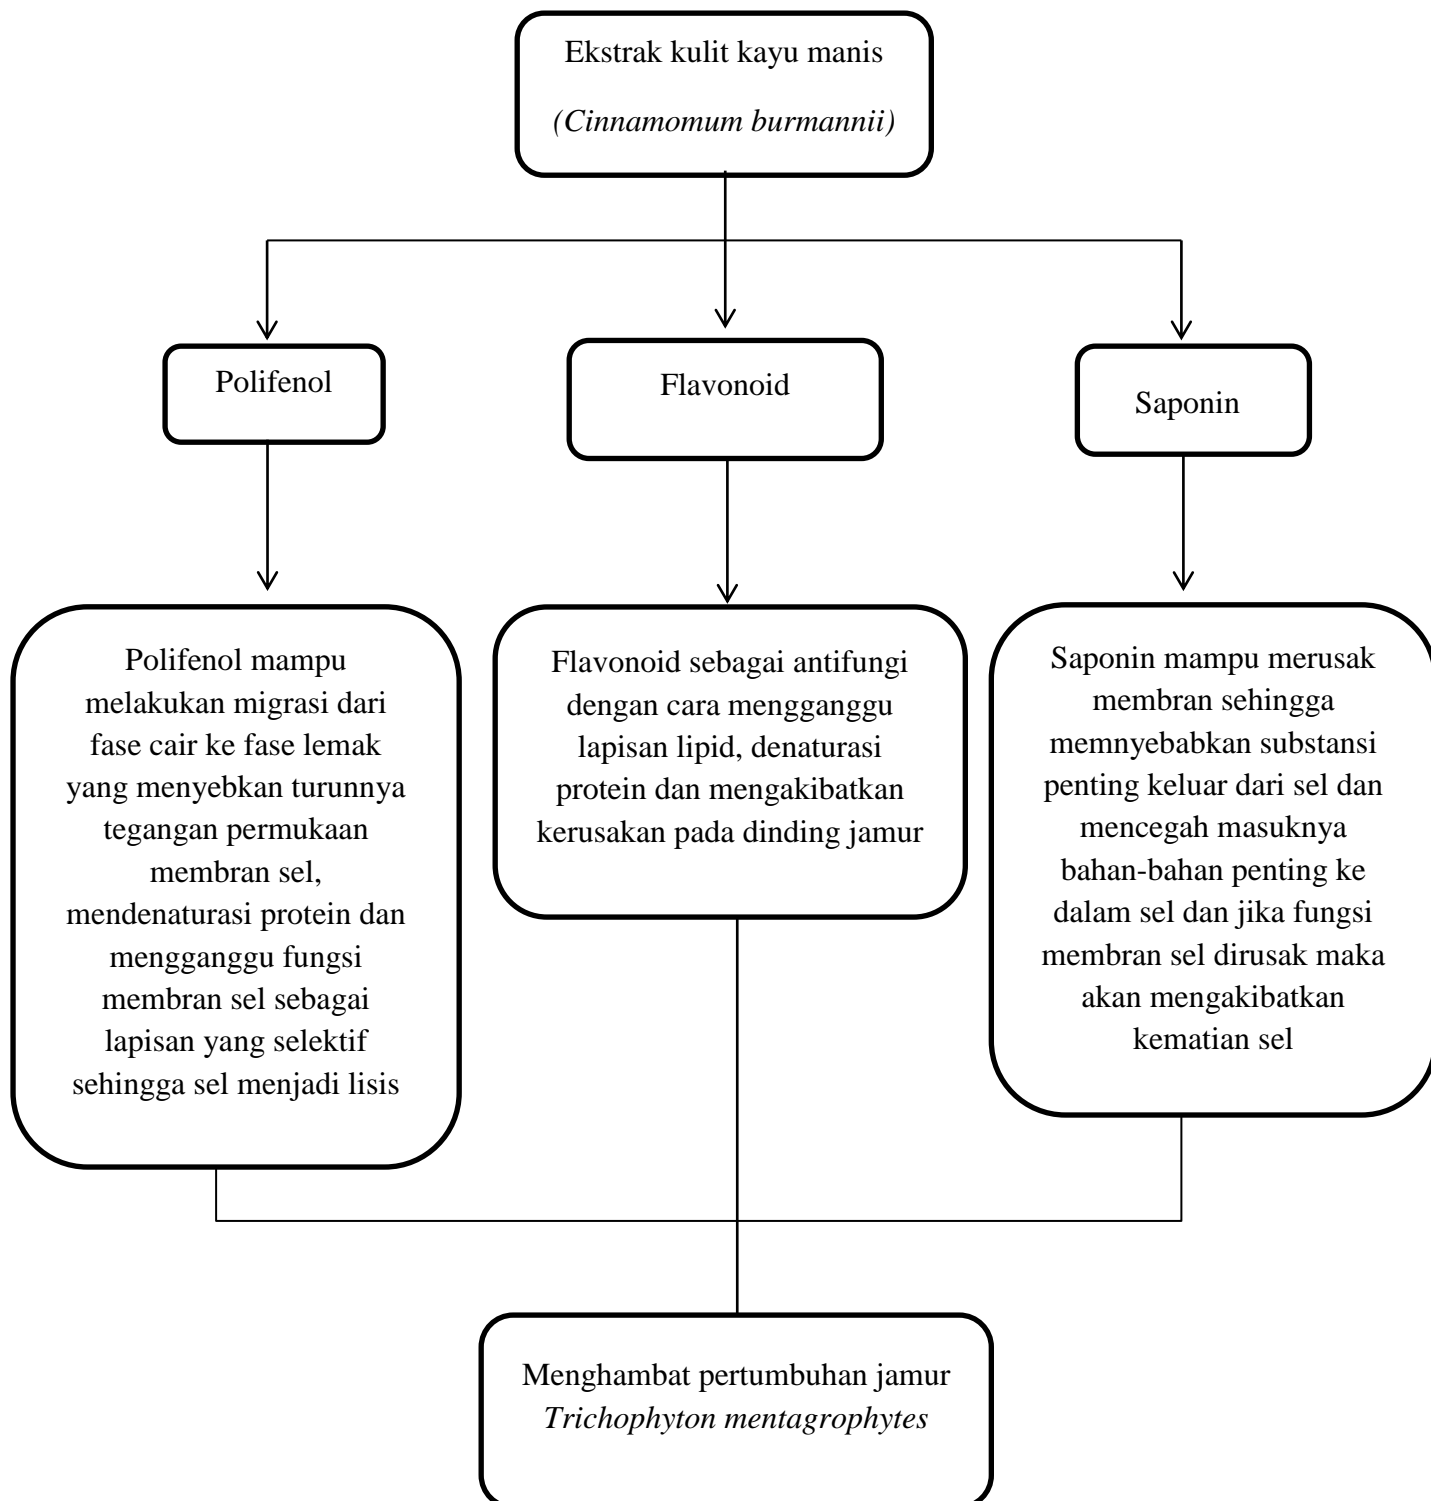 Ekstrak kulit kayu manis
(Cinnamomum burmannii)
Polifenol
Flavonoid
Saponin
Polifenol mampu
melakukan migrasi dari
fase cair ke fase lemak
yang menyebkan turunnya
tegangan permukaan
membran sel,
mendenaturasi protein dan
mengganggu fungsi
membran sel sebagai
lapisan yang selektif
sehingga sel menjadi lisis
Flavonoid sebagai antifungi
dengan cara mengganggu
lapisan lipid, denaturasi
protein dan mengakibatkan
kerusakan pada dinding jamur
Saponin mampu merusak
membran sehingga
memnyebabkan substansi
penting keluar dari sel dan
mencegah masuknya
bahan-bahan penting ke
dalam sel dan jika fungsi
membran sel dirusak maka
akan mengakibatkan
kematian sel
Menghambat pertumbuhan jamur
Trichophyton mentagrophytes